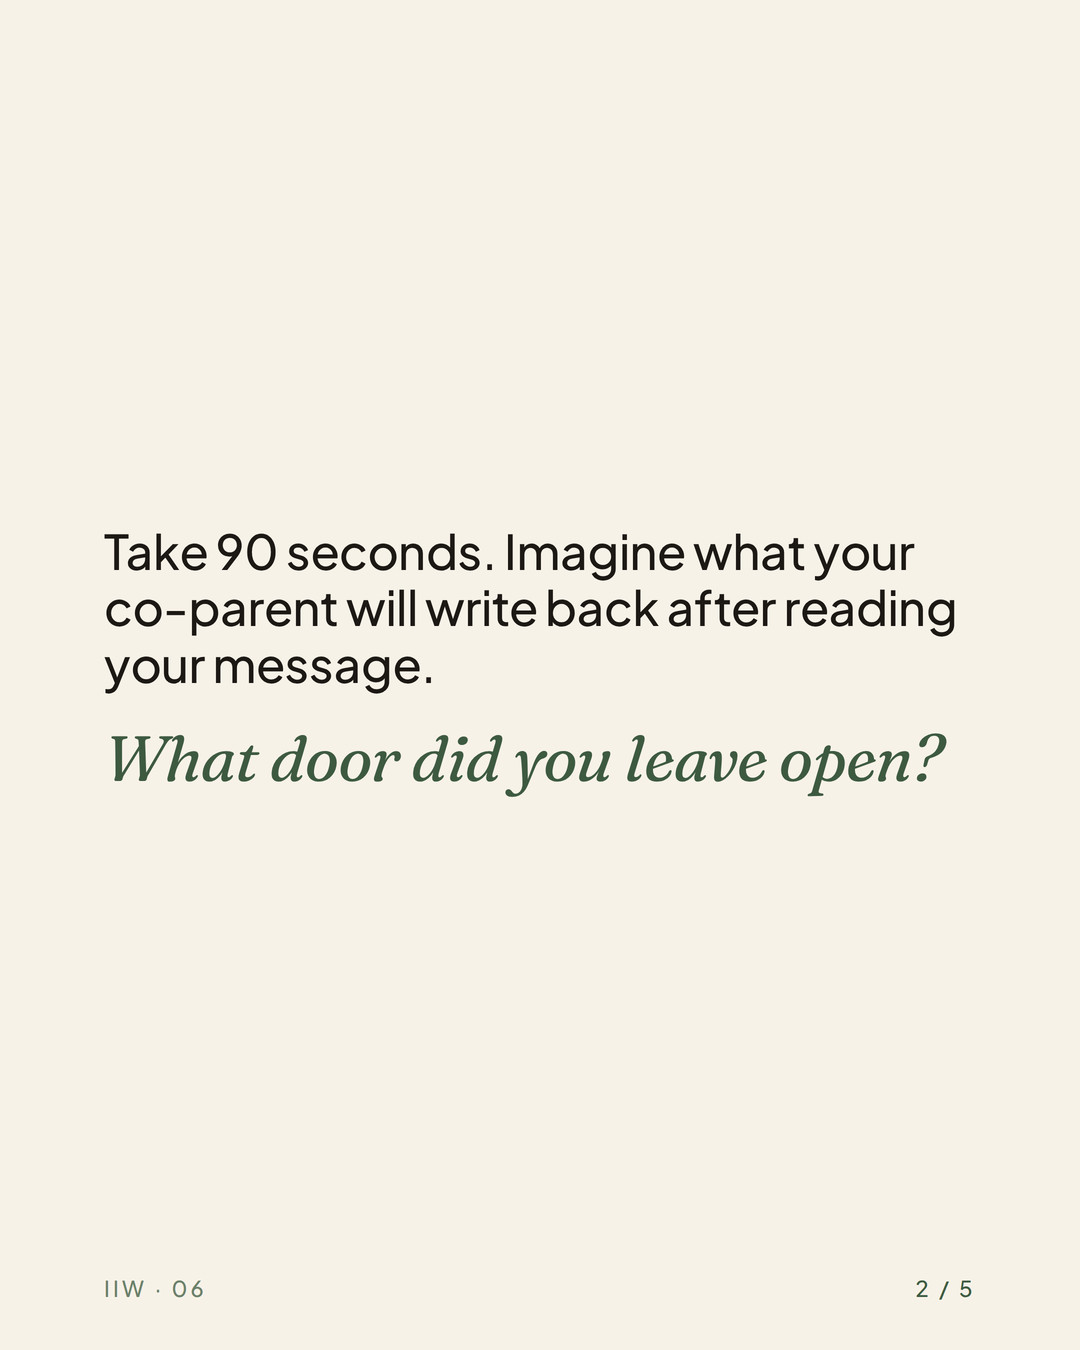 Take 90 seconds. Imagine what your
co-parent will write back after reading
your message.
What door did you leave open?
IIW · 06
2 / 5